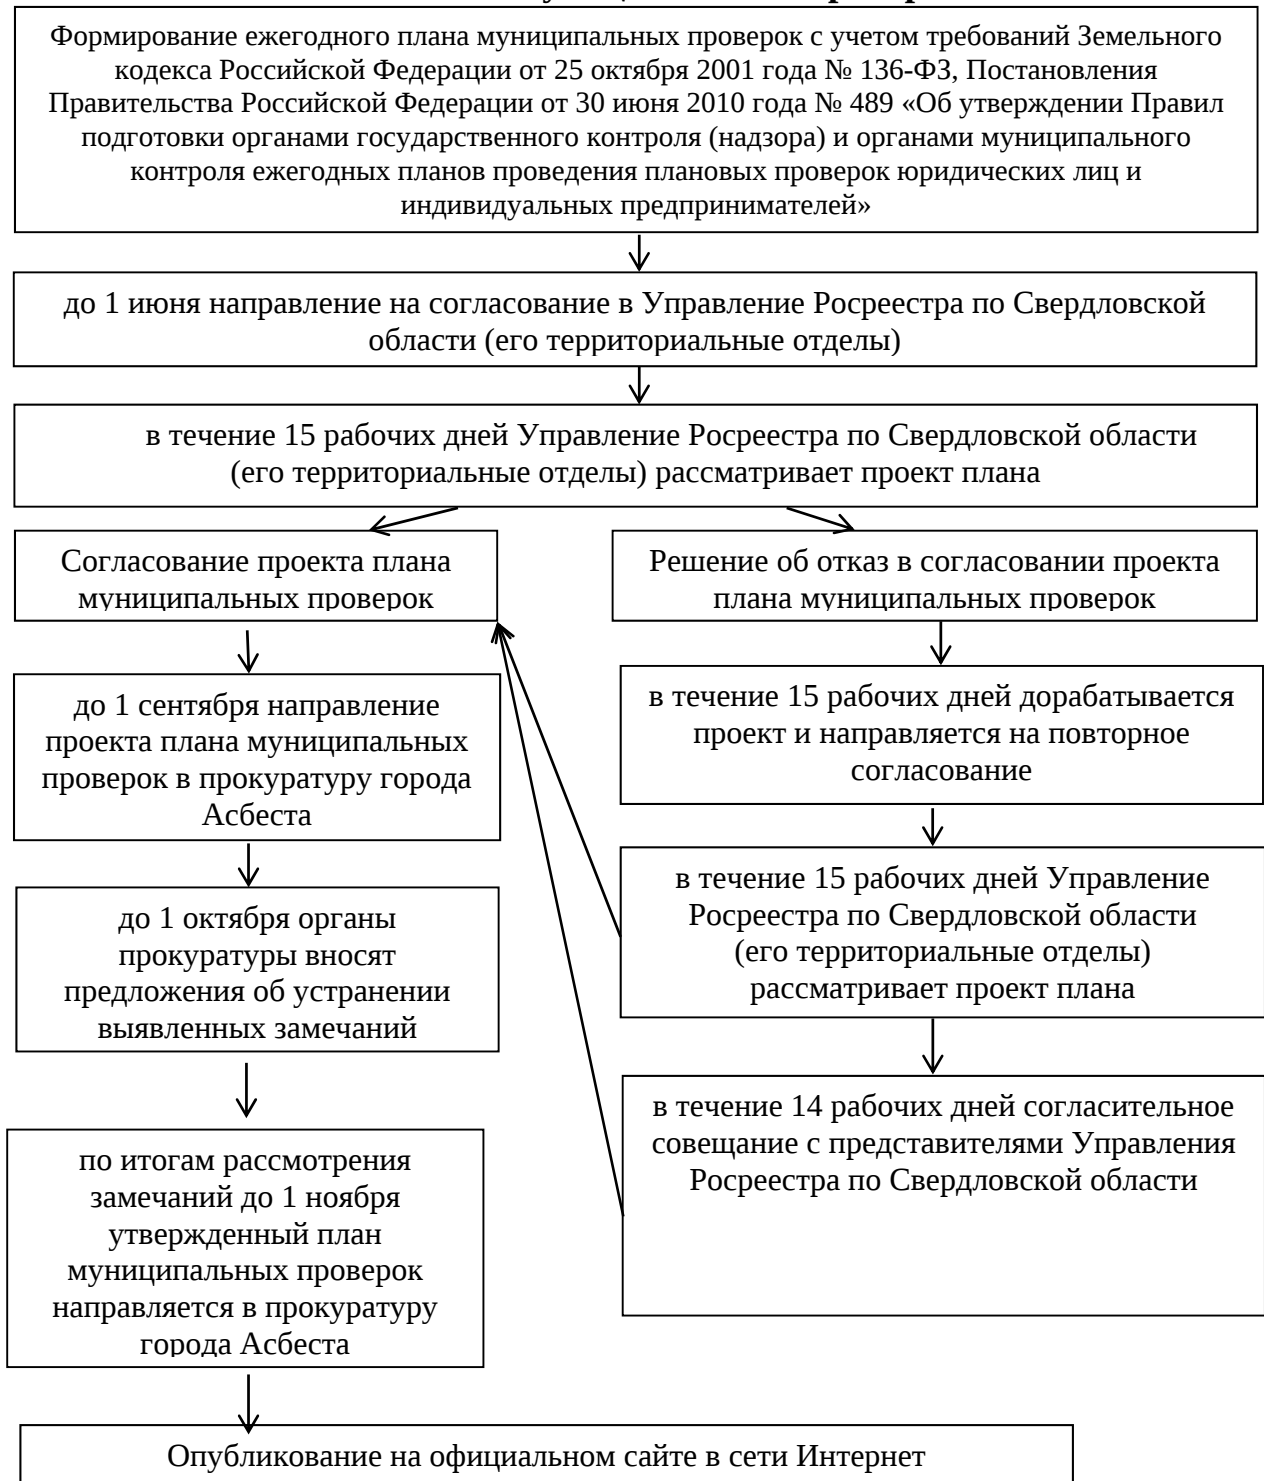 Формирование ежегодного плана муниципальных проверок с учетом требований Земельного
кодекса Российской Федерации от 25 октября 2001 года № 136-ФЗ, Постановления
Правительства Российской Федерации от 30 июня 2010 года № 489 «Об утверждении Правил
подготовки органами государственного контроля (надзора) и органами муниципального
контроля ежегодных планов проведения плановых проверок юридических лиц и
индивидуальных предпринимателей»
до 1 июня направление на согласование в Управление Росреестра по Свердловской
области (его территориальные отделы)
в течение 15 рабочих дней Управление Росреестра по Свердловской области
(его территориальные отделы) рассматривает проект плана
Согласование проекта плана
муниципальных проверок
Решение об отказ в согласовании проекта
плана муниципальных проверок
до 1 сентября направление
проекта плана муниципальных
проверок в прокуратуру города
Асбеста
в течение 15 рабочих дней дорабатывается
проект и направляется на повторное
согласование
до 1 октября органы
прокуратуры вносят
предложения об устранении
выявленных замечаний
в течение 15 рабочих дней Управление
Росреестра по Свердловской области
(его территориальные отделы)
рассматривает проект плана
по итогам рассмотрения
замечаний до 1 ноября
утвержденный план
муниципальных проверок
направляется в прокуратуру
города Асбеста
в течение 14 рабочих дней согласительное
совещание с представителями Управления
Росреестра по Свердловской области
Опубликование на официальном сайте в сети Интернет